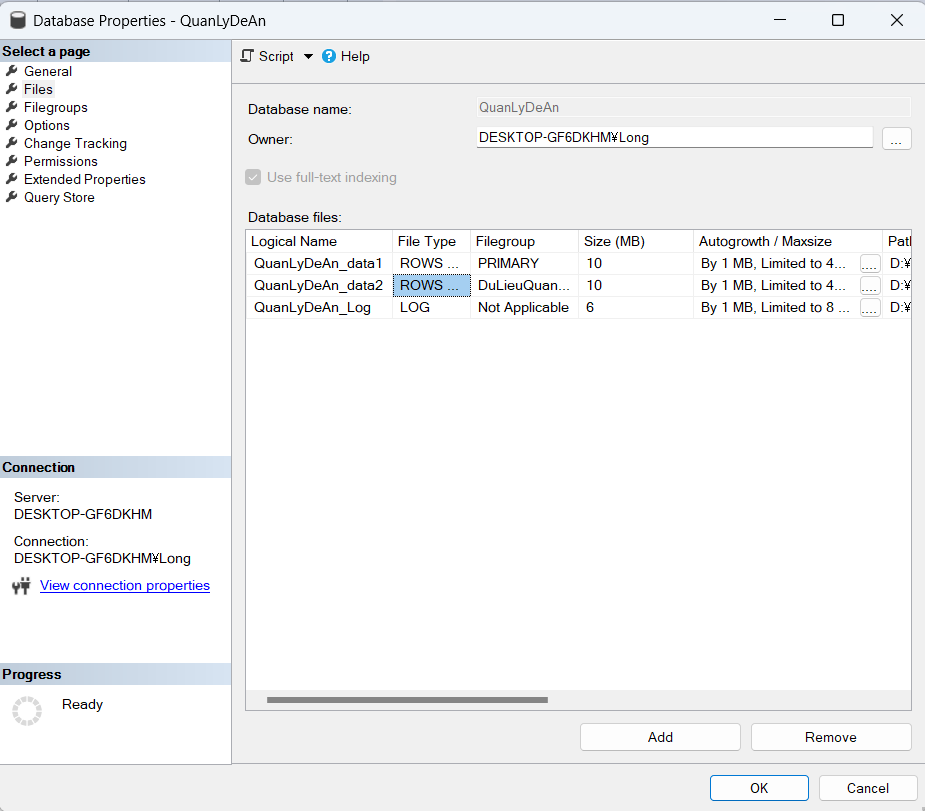 Database Properties - QuanLyDeAn
Select a page
General
Files
Filegroups
Options
Change Tracking
Permissions
Extended Properties
Query Store
Script Help
Database name: QuanLyDeAn
Owner: DESKTOP-GF6DKHM¥Long ...
Use full-text indexing
Database files:
Logical Name File Type Filegroup Size (MB) Autogrowth / Maxsize Path
QuanLyDeAn_data1 ROWS ... PRIMARY 10 By 1 MB, Limited to 4... .... D:¥
QuanLyDeAn_data2 ROWS ... DuLieuQuan... 10 By 1 MB, Limited to 4... .... D:¥
QuanLyDeAn_Log LOG Not Applicable 6 By 1 MB, Limited to 8 ... .... D:¥
Connection
Server:
DESKTOP-GF6DKHM
Connection:
DESKTOP-GF6DKHM¥Long
View connection properties
Progress
Ready
Add Remove
OK Cancel